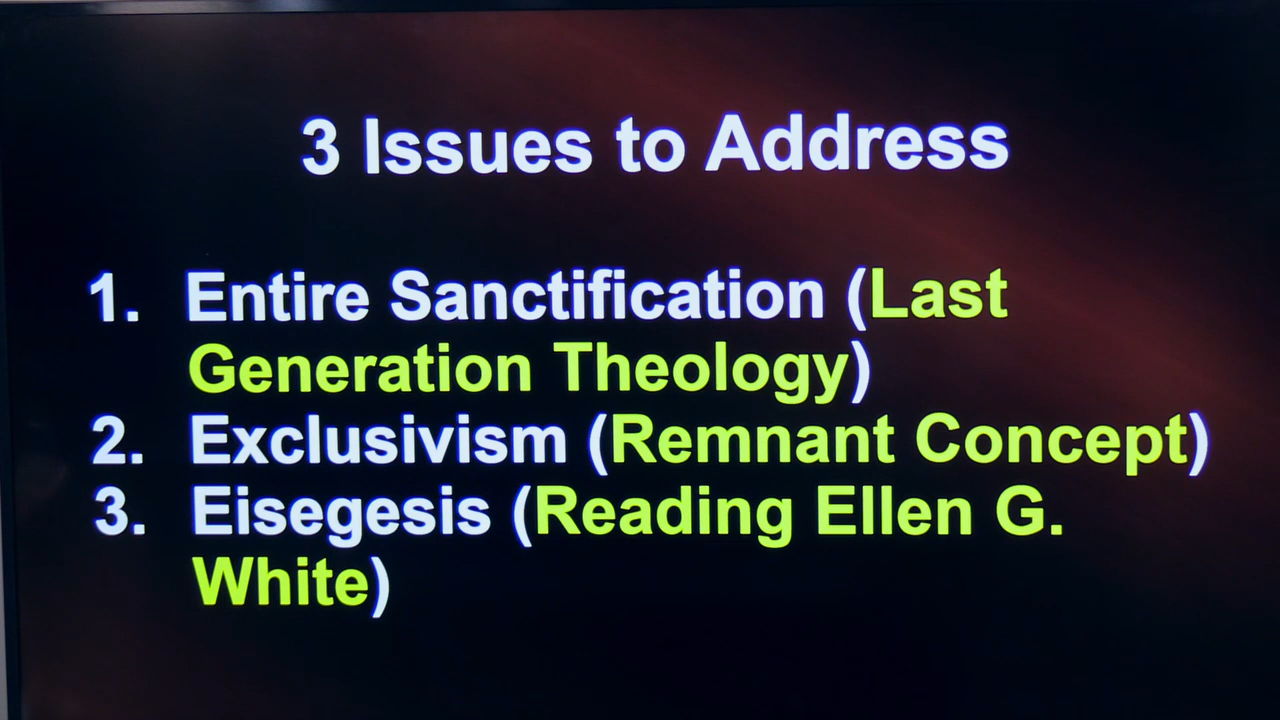 3 Issues to Address
1. Entire Sanctification (Last
Generation Theology)
2. Exclusivism (Remnant Concept)
3. Eisegesis (Reading Ellen G.
White)